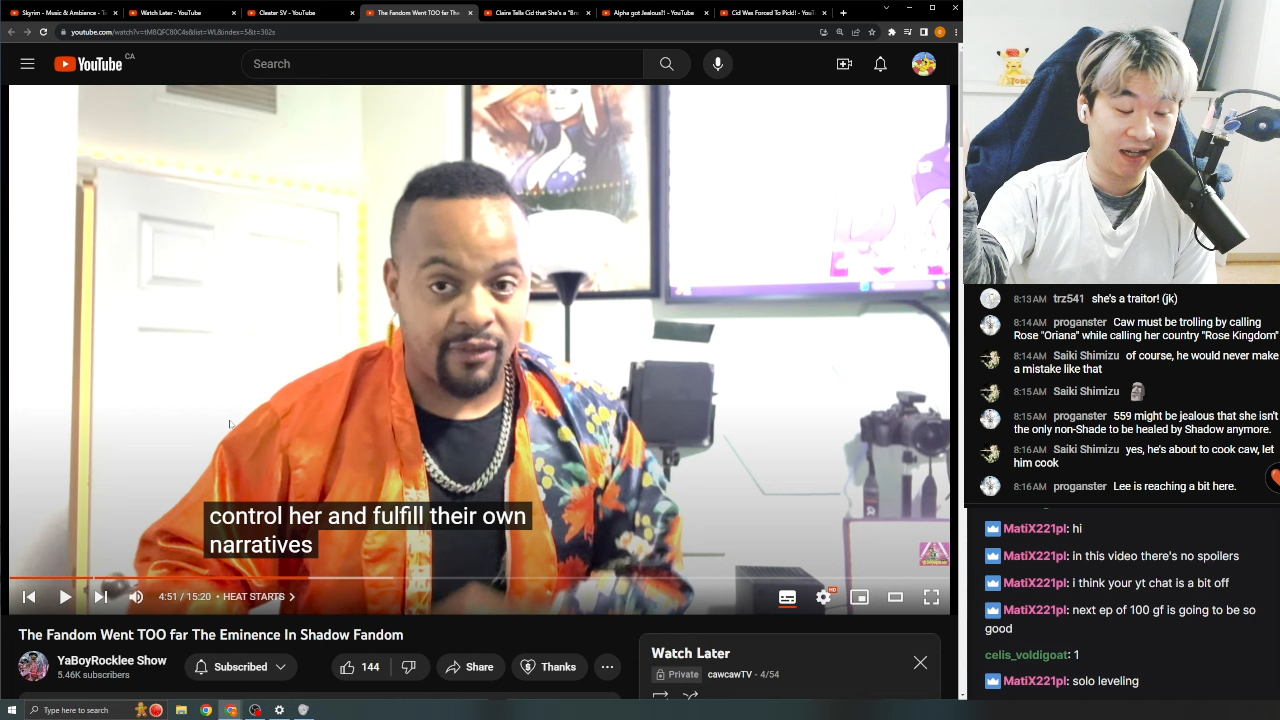 Skyrim - Music & Ambience - T
Watch Later - YouTube
Cleater SV - YouTube
The Fandom Went TOO far The
Claire Tells Cid that She's a "Br
Alpha got Jealous?! - YouTube
Cid Was Forced To Pick!! - YouT
youtube.com/watch?v=tM8QFC80C4s&list=WL&index=5&t=302s
YouTube CA
Search
control her and fulfill their own
narratives
4:51 / 15:20 • HEAT STARTS
HD
The Fandom Went TOO far The Eminence In Shadow Fandom
YaBoyRocklee Show
5.46K subscribers
Subscribed
144
Share
Thanks
Watch Later
Private cawcawTV - 4/54
Type here to search
8:13 AM trz541 she's a traitor! (jk)
8:14 AM proganster Caw must be trolling by calling
Rose "Oriana" while calling her country "Rose Kingdom"
8:14 AM Saiki Shimizu of course, he would never make
a mistake like that
8:15 AM Saiki Shimizu
8:15 AM proganster 559 might be jealous that she isn't
the only non-Shade to be healed by Shadow anymore.
8:16 AM Saiki Shimizu yes, he's about to cook caw, let
him cook
8:16 AM proganster Lee is reaching a bit here.
MatiX221pl: hi
MatiX221pl: in this video there's no spoilers
MatiX221pl: i think your yt chat is a bit off
MatiX221pl: next ep of 100 gf is going to be so
good
celis_voldigoat: 1
MatiX221pl: solo leveling